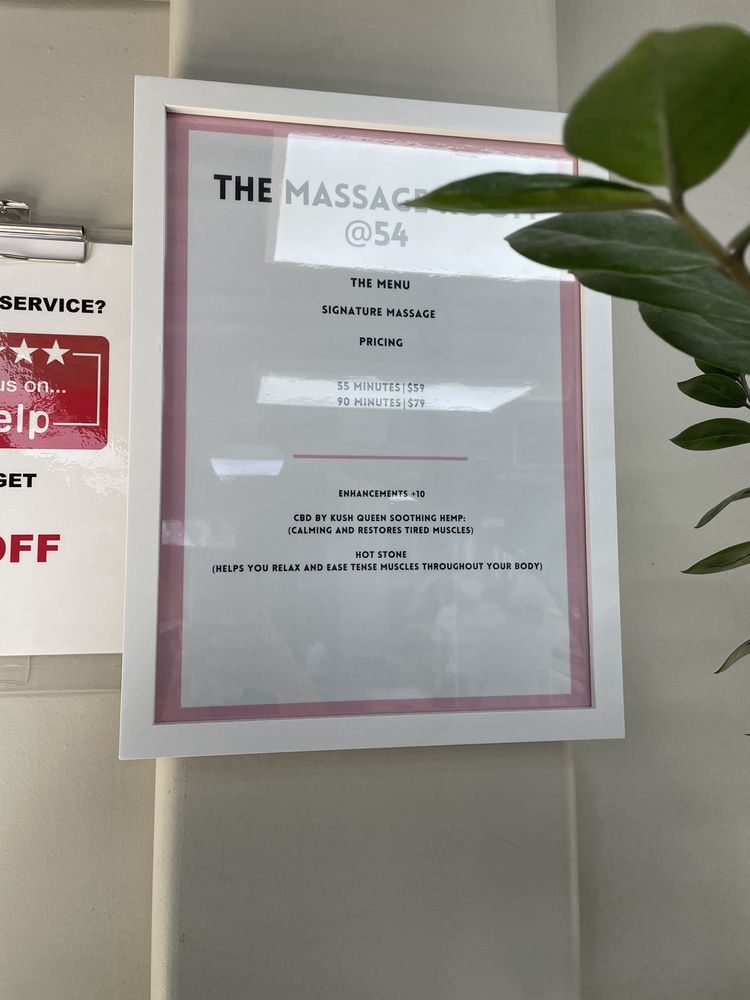 THE MASSAGE ROOM
@54
THE MENU
SIGNATURE MASSAGE
PRICING
55 MINUTES|$59
90 MINUTES|$79
ENHANCEMENTS +10
CBD BY KUSH QUEEN SOOTHING HEMP:
(CALMING AND RESTORES TIRED MUSCLES)
HOT STONE
(HELPS YOU RELAX AND EASE TENSE MUSCLES THROUGHOUT YOUR BODY)
SERVICE?
us on...
elp
GET
OFF